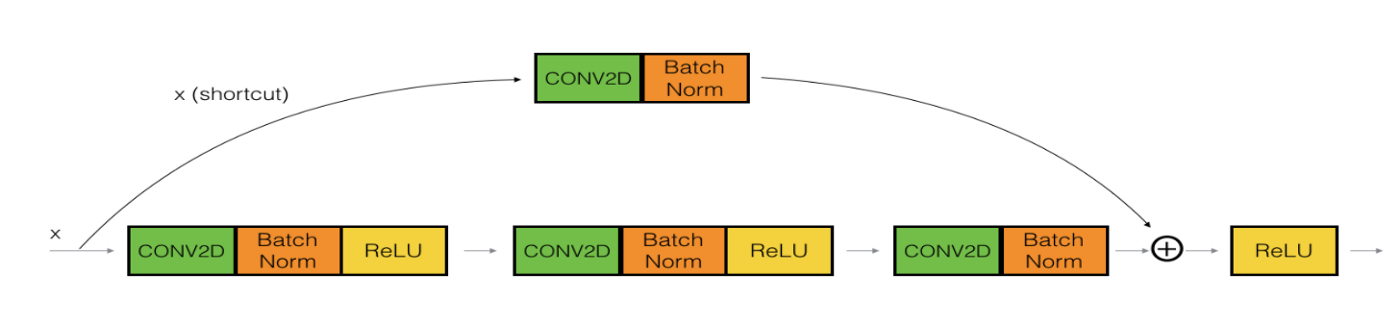 CONV2D
Batch
Norm
x (shortcut)
x
CONV2D
Batch
Norm
ReLU
CONV2D
Batch
Norm
ReLU
CONV2D
Batch
Norm
ReLU